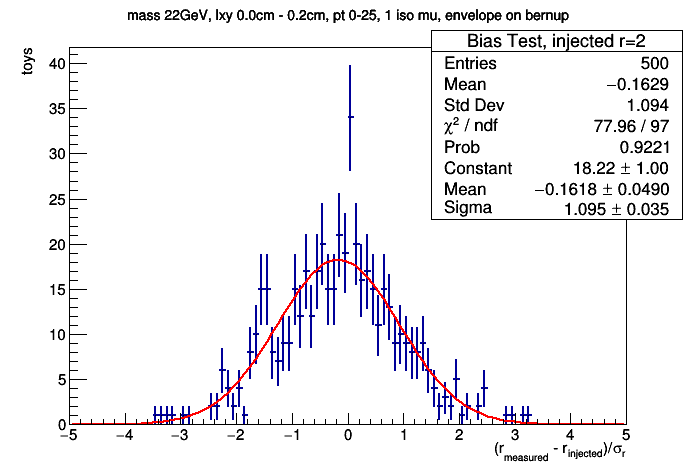 mass 22GeV, lxy 0.0cm - 0.2cm, pt 0-25, 1 iso mu, envelope on bernup
toys
Bias Test, injected r=2
Entries 500
Mean −0.1629
Std Dev 1.094
χ² / ndf 77.96 / 97
Prob 0.9221
Constant 18.22 ± 1.00
Mean −0.1618 ± 0.0490
Sigma 1.095 ± 0.035
40
35
30
25
20
15
10
5
0
−5 −4 −3 −2 −1 0 1 2 3 4 5
(r_measured - r_injected)/σ_r